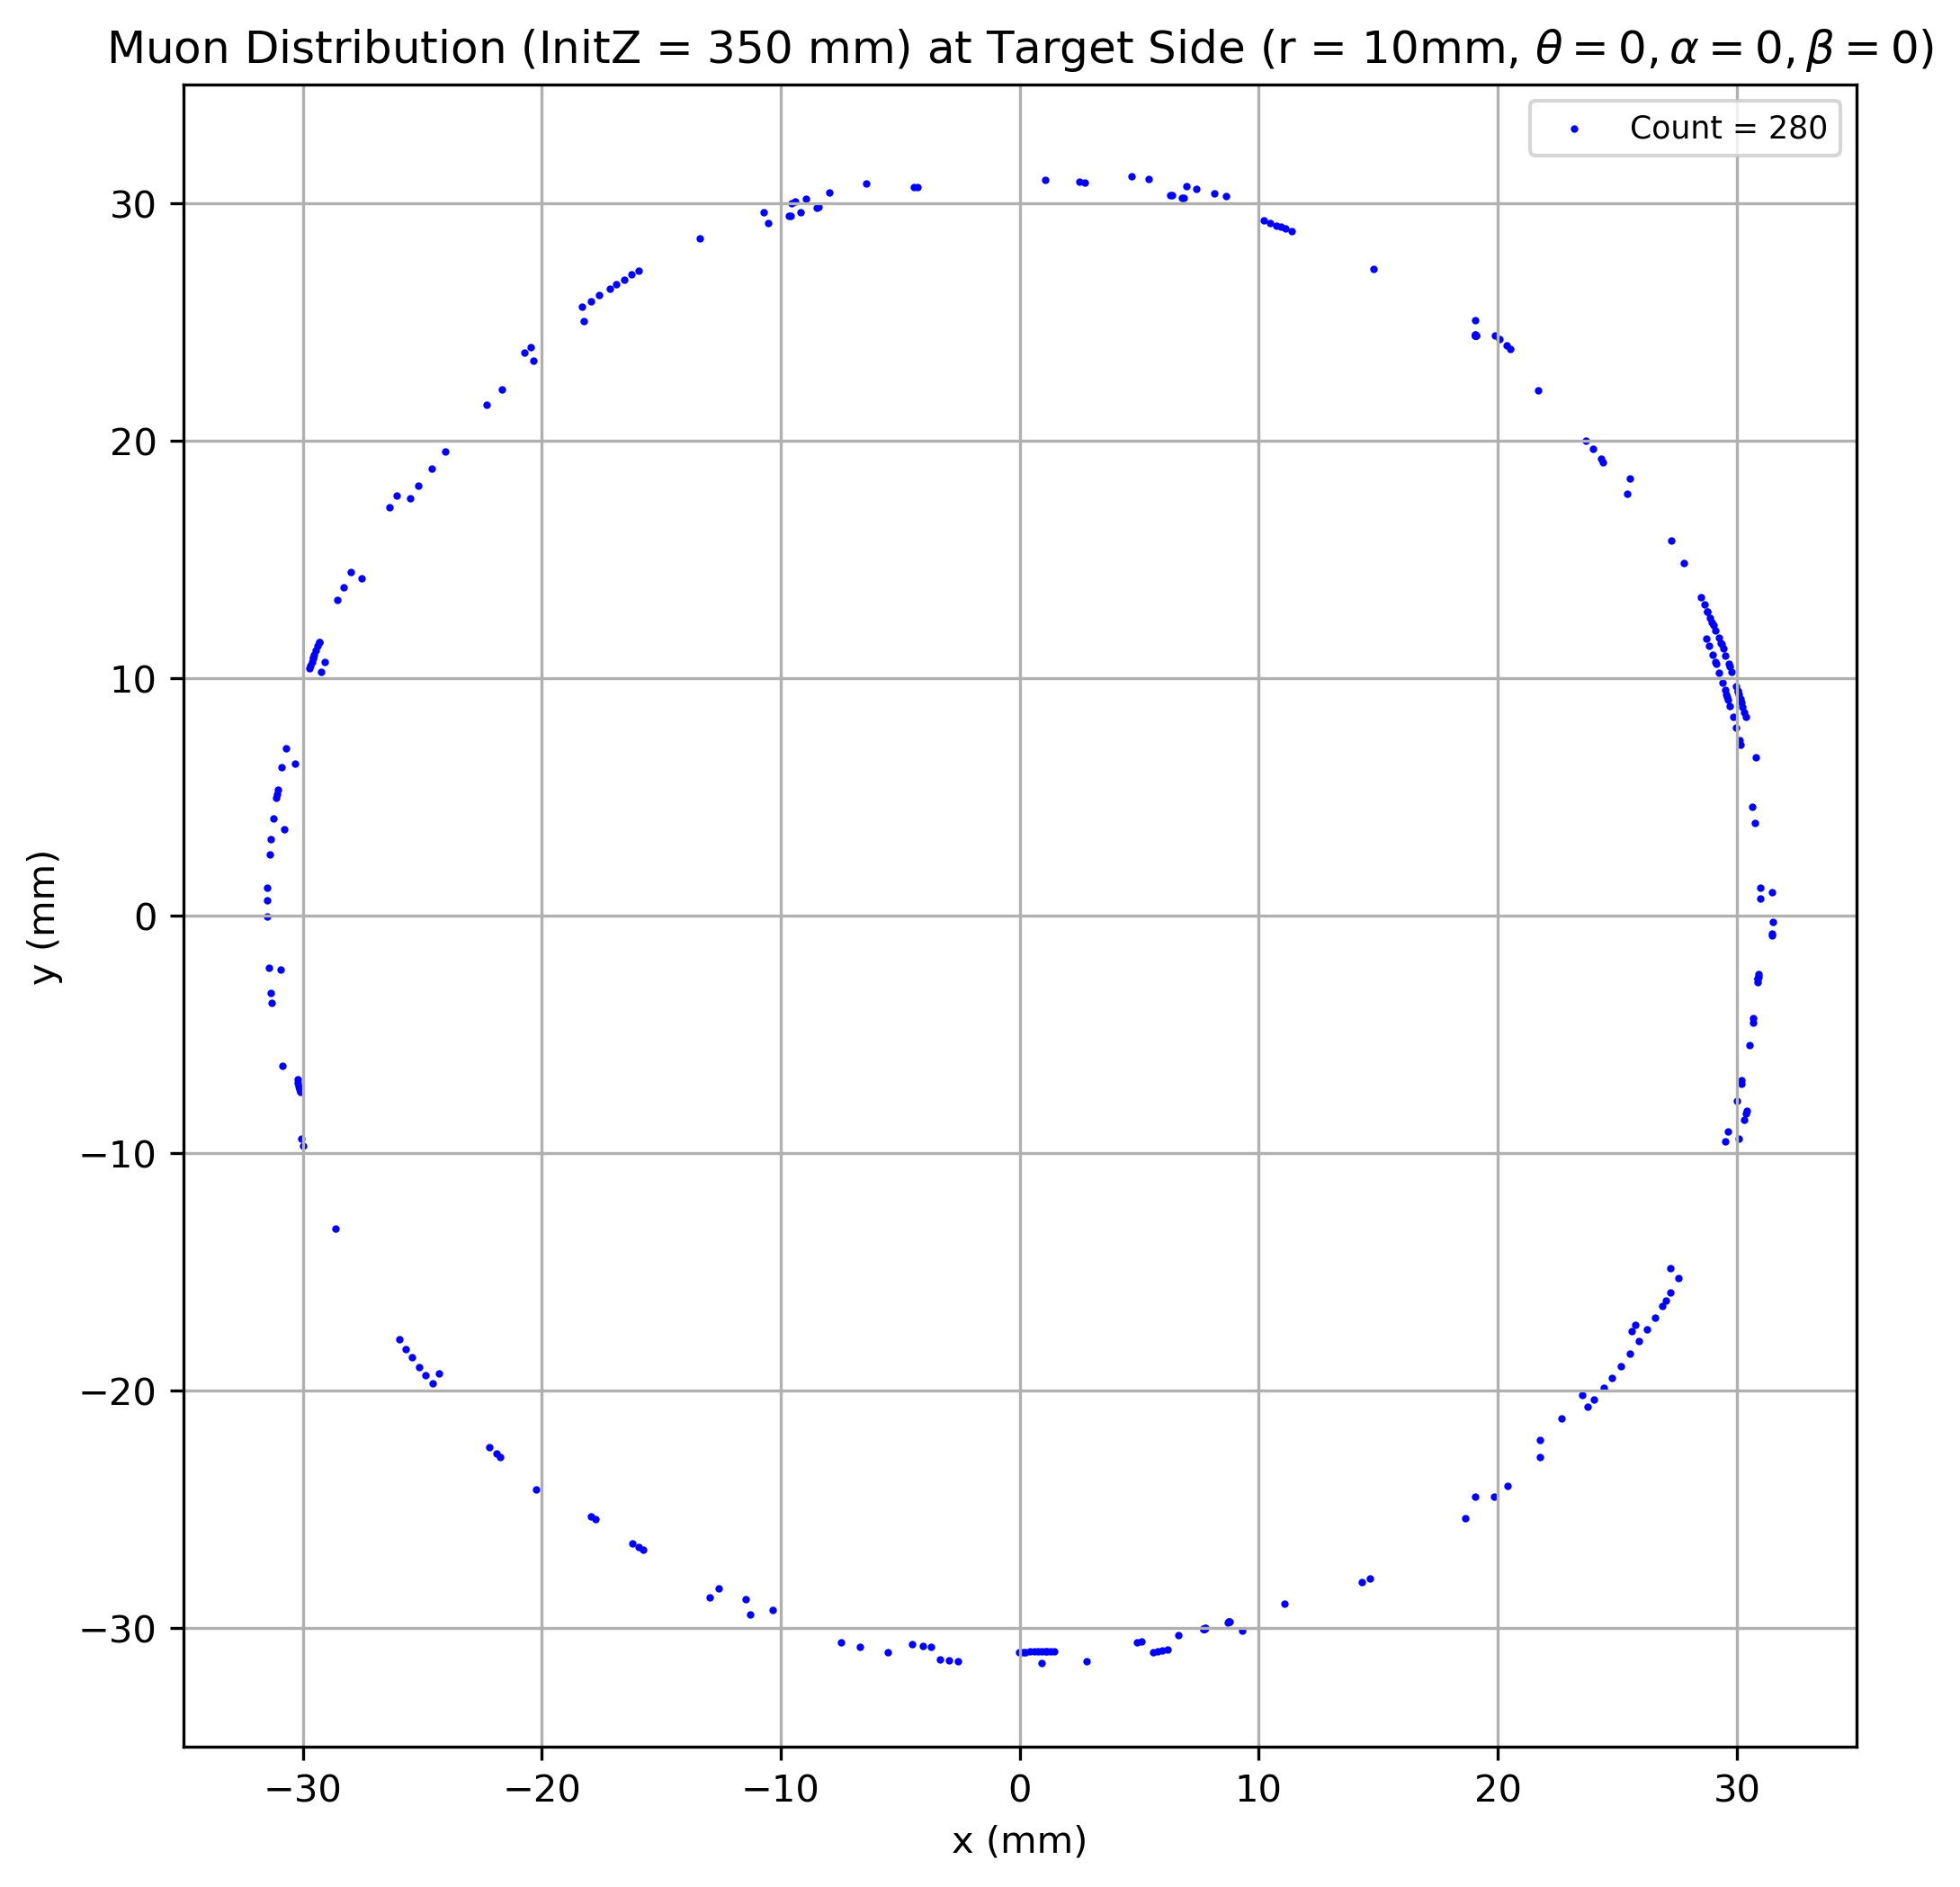 Muon Distribution (InitZ = 350 mm) at Target Side (r = 10mm, θ = 0, α = 0, β = 0)
Count = 280
30
20
10
0
−10
−20
−30
y (mm)
−30 −20 −10 0 10 20 30
x (mm)